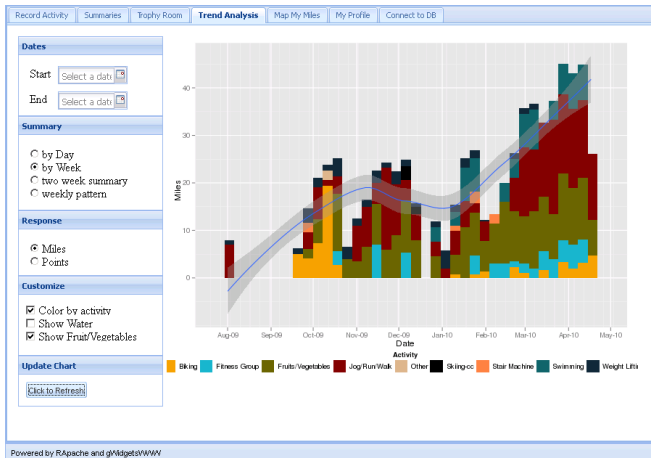 Record Activity Summaries Trophy Room Trend Analysis Map My Miles My Profile Connect to DB
Dates
Start Select a date
End Select a date
Summary
by Day
by Week
two week summary
weekly pattern
Response
Miles
Points
Customize
Color by activity
Show Water
Show Fruit/Vegetables
Update Chart
Click to Refresh
Miles
40
30
20
10
0
Aug-09 Sep-09 Oct-09 Nov-09 Dec-09 Jan-10 Feb-10 Mar-10 Apr-10 May-10
Date
Activity
Biking Fitness Group Fruits/Vegetables Jog/Run/Walk Other Skiing-cc Stair Machine Swimming Weight Liftin
Powered by RApache and gWidgetsWWW